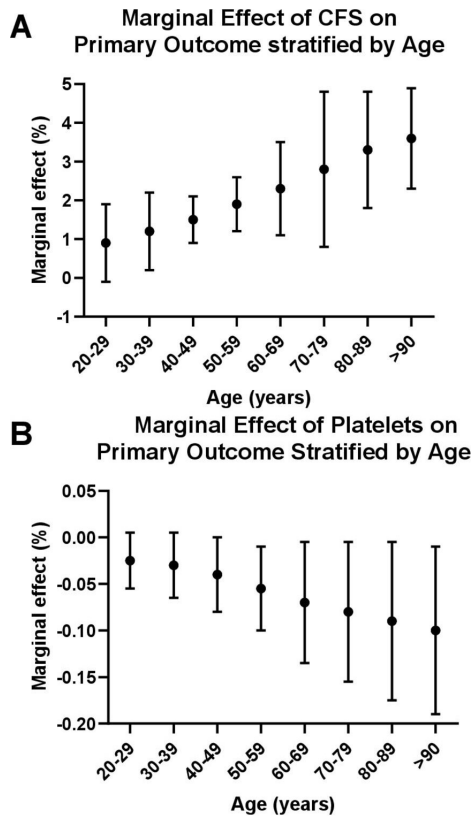 A
Marginal Effect of CFS on
Primary Outcome stratified by Age
Marginal effect (%)
5
4
3
2
1
0
-1
20-29
30-39
40-49
50-59
60-69
70-79
80-89
>90
Age (years)
B
Marginal Effect of Platelets on
Primary Outcome Stratified by Age
Marginal effect (%)
0.05
0.00
-0.05
-0.10
-0.15
-0.20
20-29
30-39
40-49
50-59
60-69
70-79
80-89
>90
Age (years)